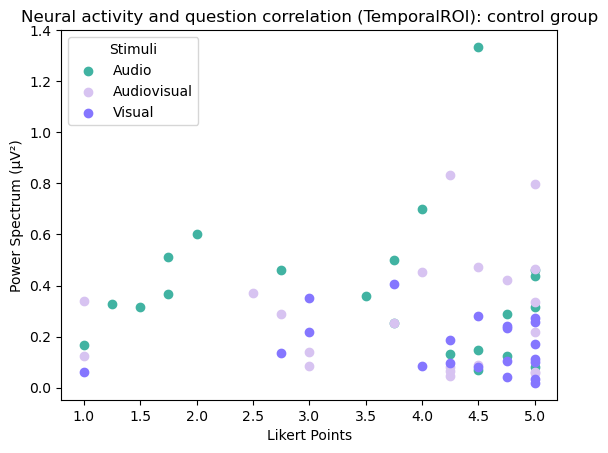 Neural activity and question correlation (TemporalROI): control group
Stimuli
Audio
Audiovisual
Visual
Power Spectrum (µV²)
1.4
1.2
1.0
0.8
0.6
0.4
0.2
0.0
1.0 1.5 2.0 2.5 3.0 3.5 4.0 4.5 5.0
Likert Points